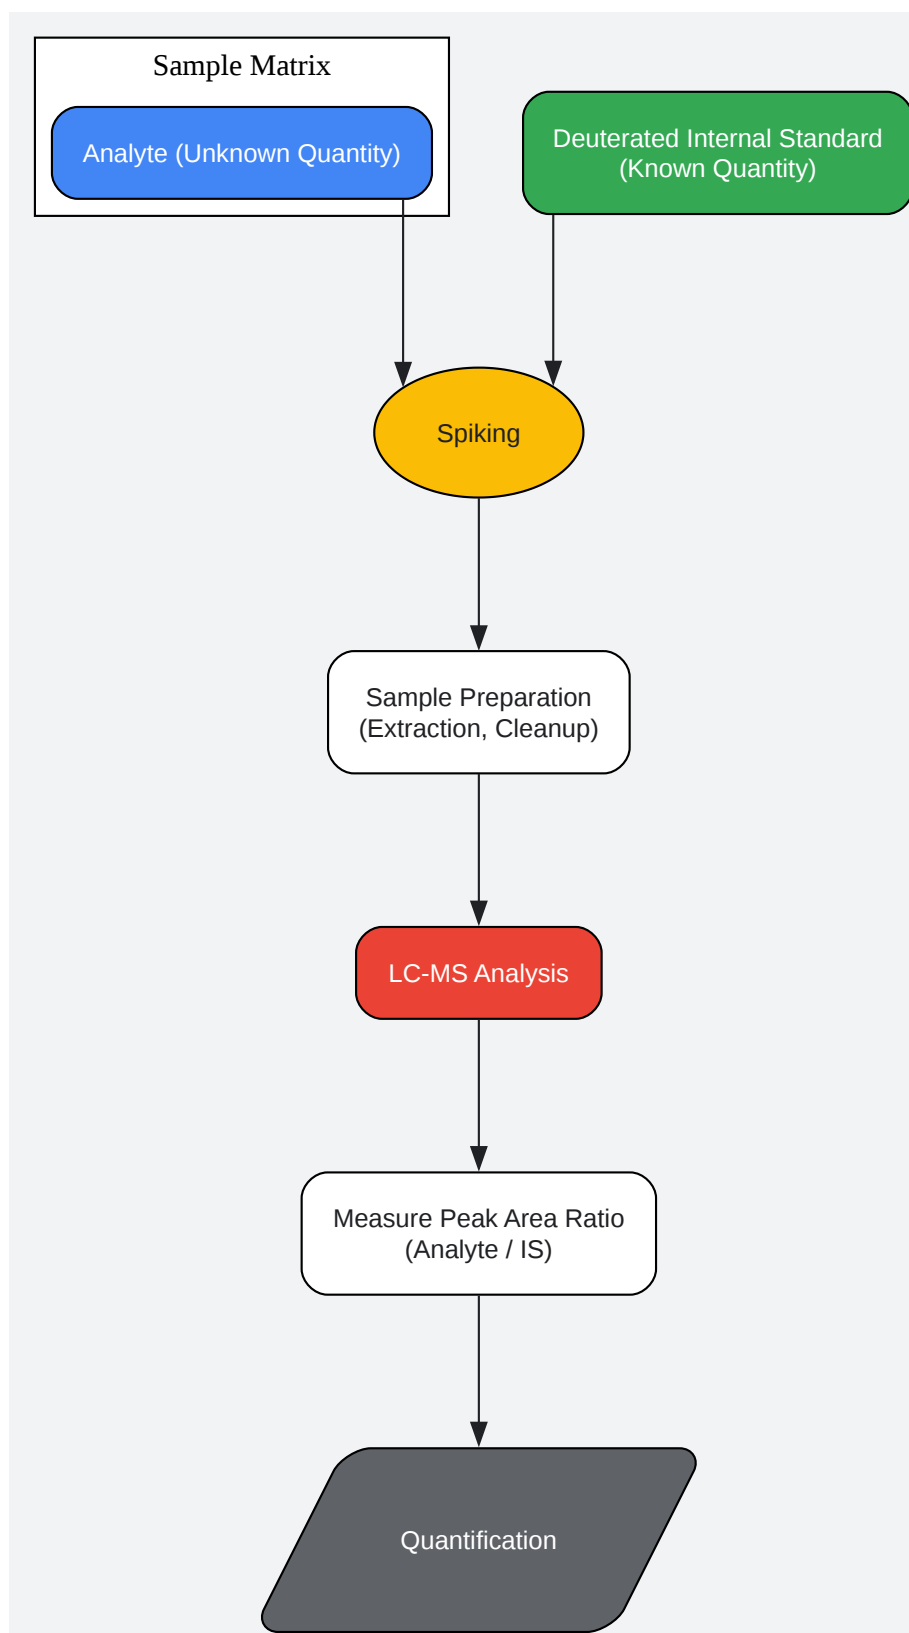 Sample Matrix
Analyte (Unknown Quantity)
Deuterated Internal Standard
(Known Quantity)
Spiking
Sample Preparation
(Extraction, Cleanup)
LC-MS Analysis
Measure Peak Area Ratio
(Analyte / IS)
Quantification